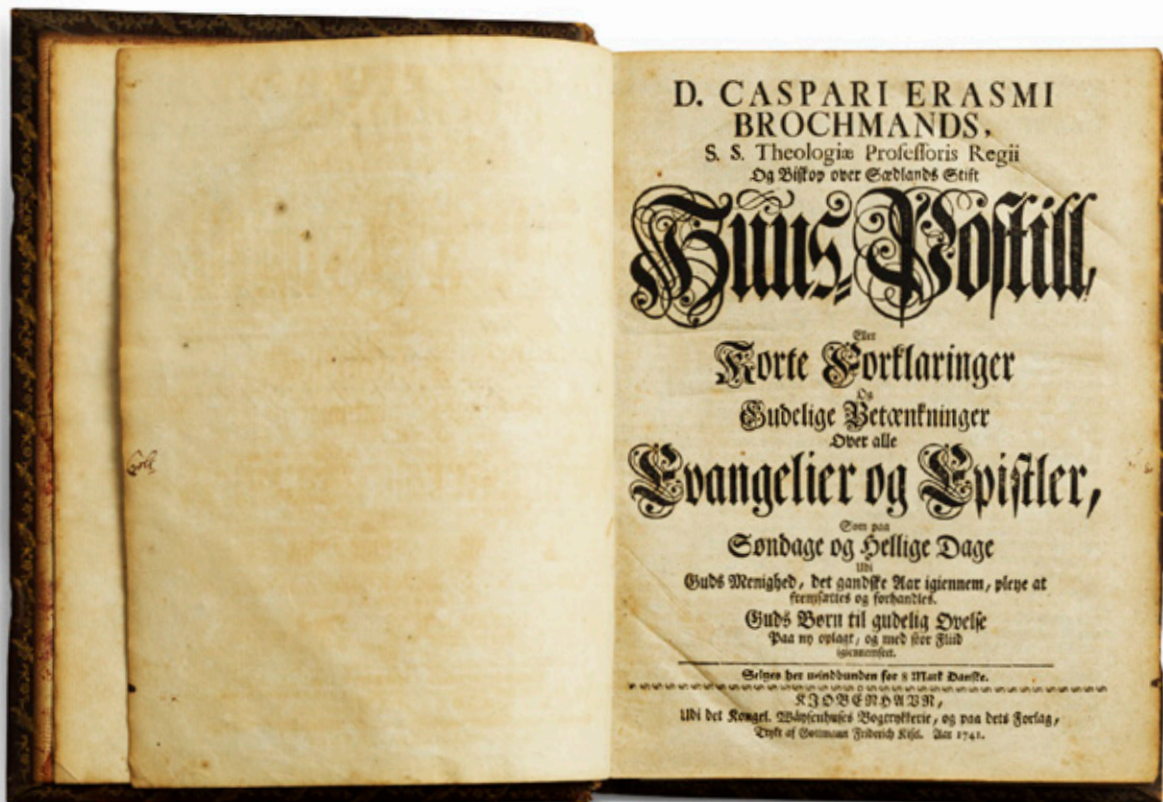 D. CASPARI ERASMI
BROCHMANDS,
S. S. Theologiæ Professoris Regii
Og Biskop over Sædlands Stift
Huus-Postill,
Eller
Korte Forklaringer
Og
Gudelige Betænkninger
Over alle
Evangelier og Epistler,
Som paa
Søndage og Hellige Dage
Udi
Guds Menighed, det gandske Aar igiennem, pleye at
fremsættes og forhandles.
Guds Børn til gudelig Øvelse
Paa ny oplagt, og med stor Fliid
igiennemseet.
Selges her uindbunden for 8 Mark Danske.
KJØBENHAVN,
Udi det Kongel. Wäysenhuses Bogtrykkerie, og paa dets Forlag,
Trykt af Gottmann Friderich Kisel. Aar 1741.